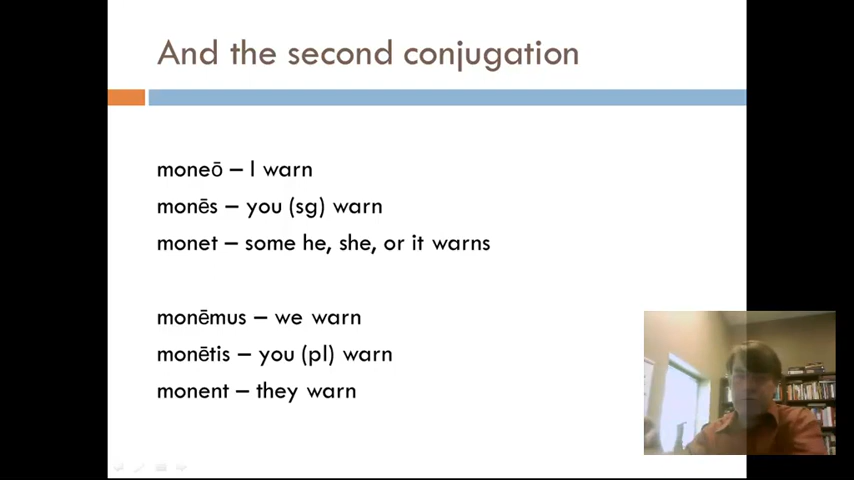 And the second conjugation
moneō – I warn
monēs – you (sg) warn
monet – some he, she, or it warns
monēmus – we warn
monētis – you (pl) warn
monent – they warn